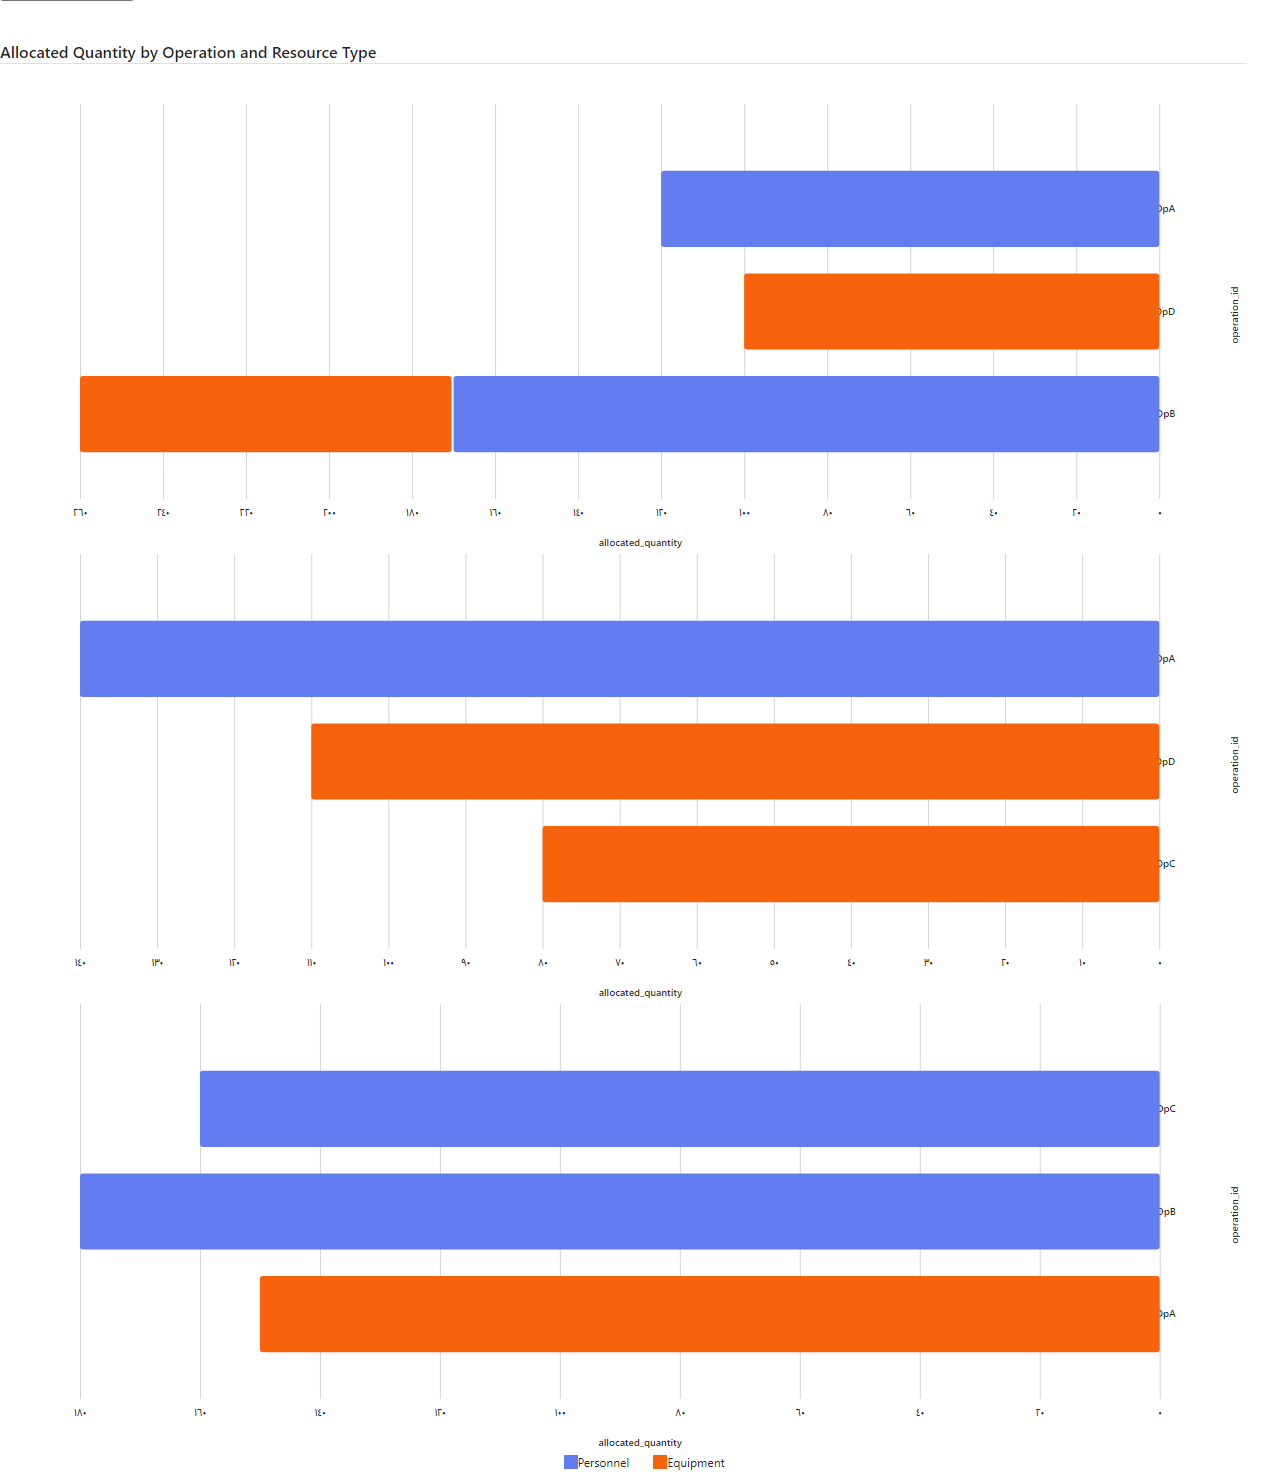 Allocated Quantity by Operation and Resource Type
OpA
OpD
OpB
operation_id
٢٦٠ ٢٤٠ ٢٢٠ ٢٠٠ ١٨٠ ١٦٠ ١٤٠ ١٢٠ ١٠٠ ٨٠ ٦٠ ٤٠ ٢٠ ٠
allocated_quantity
OpA
OpD
OpC
operation_id
١٤٠ ١٣٠ ١٢٠ ١١٠ ١٠٠ ٩٠ ٨٠ ٧٠ ٦٠ ٥٠ ٤٠ ٣٠ ٢٠ ١٠ ٠
allocated_quantity
OpC
OpB
OpA
operation_id
١٨٠ ١٦٠ ١٤٠ ١٢٠ ١٠٠ ٨٠ ٦٠ ٤٠ ٢٠ ٠
allocated_quantity
Personnel Equipment